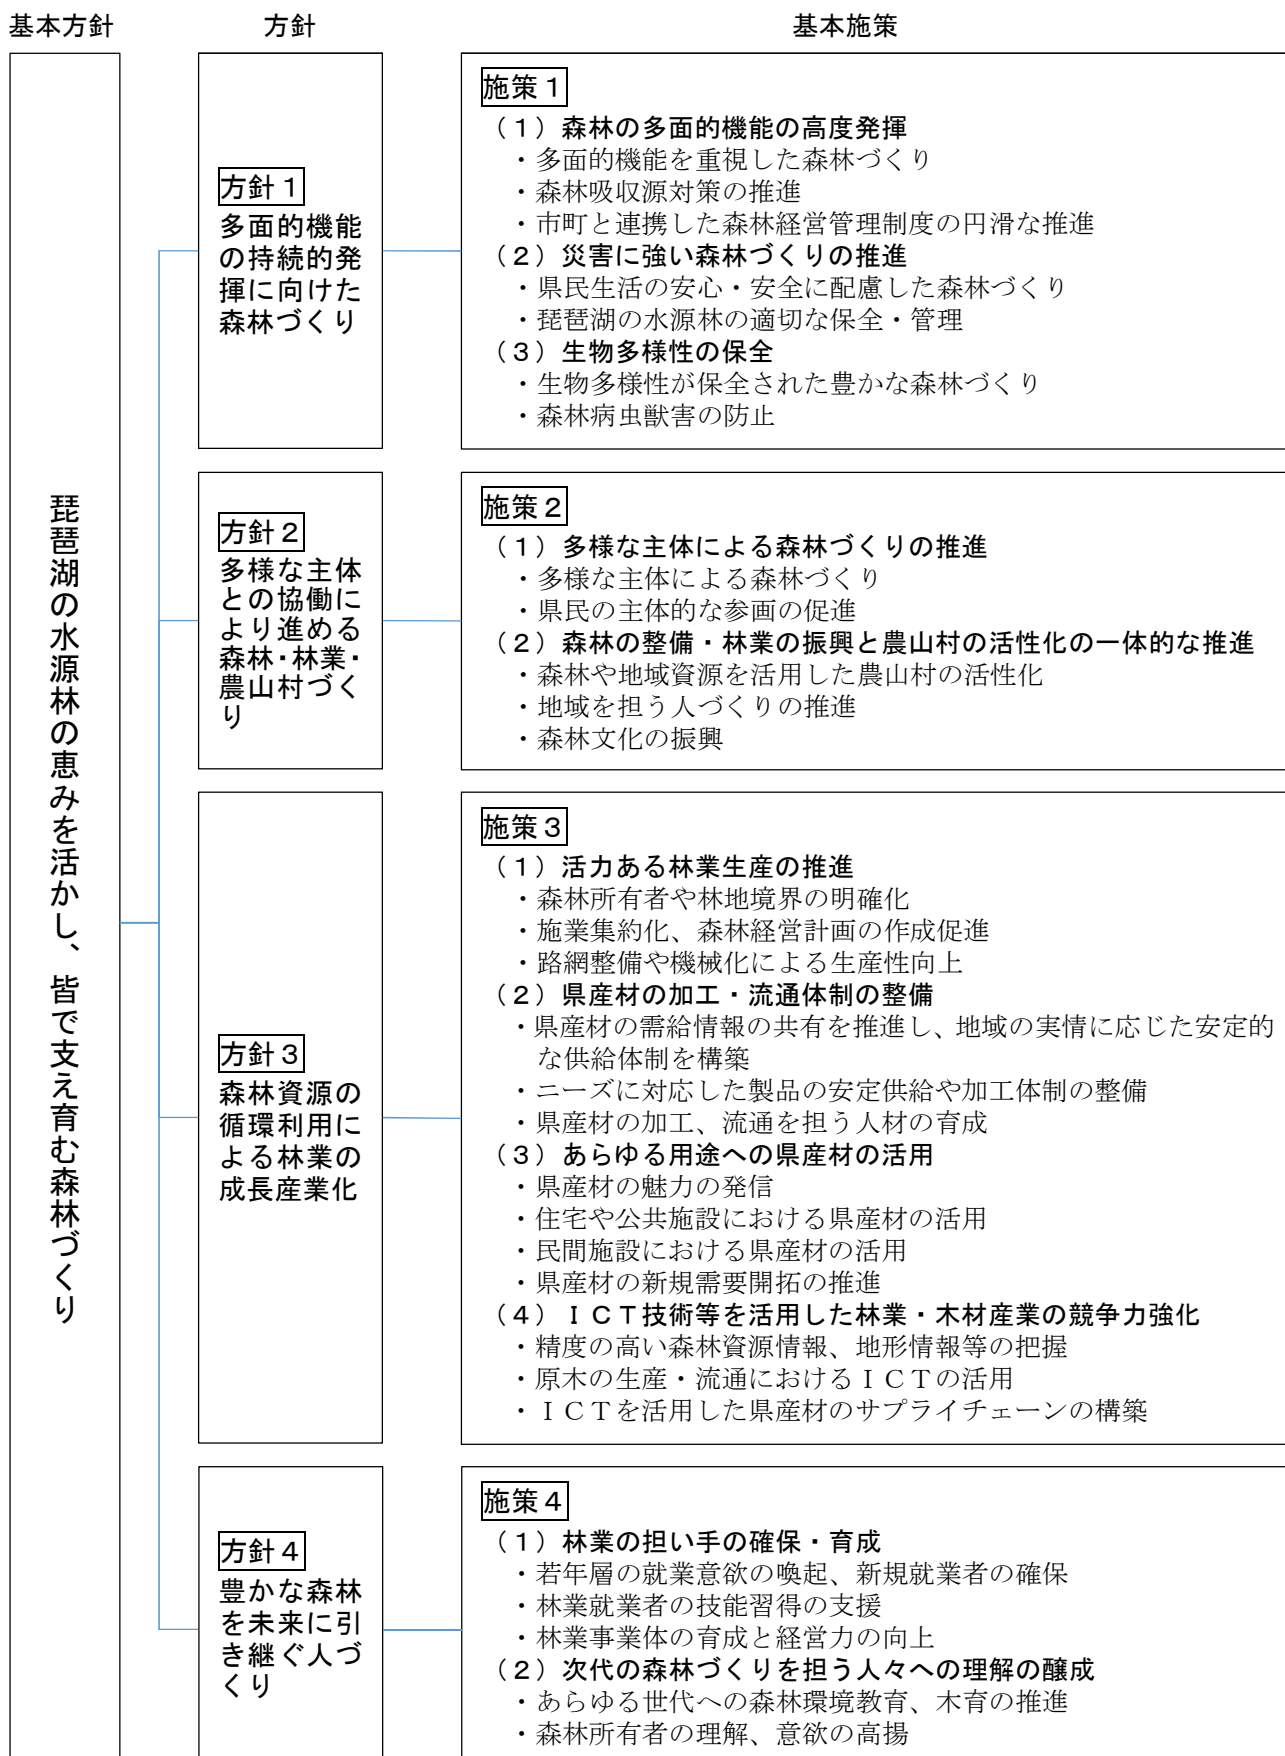 基本方針
方針
基本施策
琵琶湖の水源林の恵みを活かし、皆で支え育む森林づくり
方針１
多面的機能
の持続的発
揮に向けた
森林づくり
施策１
（１）森林の多面的機能の高度発揮
・多面的機能を重視した森林づくり
・森林吸収源対策の推進
・市町と連携した森林経営管理制度の円滑な推進
（２）災害に強い森林づくりの推進
・県民生活の安心・安全に配慮した森林づくり
・琵琶湖の水源林の適切な保全・管理
（３）生物多様性の保全
・生物多様性が保全された豊かな森林づくり
・森林病虫獣害の防止
方針２
多様な主体
との協働に
より進める
森林・林業・
農山村づく
り
施策２
（１）多様な主体による森林づくりの推進
・多様な主体による森林づくり
・県民の主体的な参画の促進
（２）森林の整備・林業の振興と農山村の活性化の一体的な推進
・森林や地域資源を活用した農山村の活性化
・地域を担う人づくりの推進
・森林文化の振興
方針３
森林資源の
循環利用に
よる林業の
成長産業化
施策３
（１）活力ある林業生産の推進
・森林所有者や林地境界の明確化
・施業集約化、森林経営計画の作成促進
・路網整備や機械化による生産性向上
（２）県産材の加工・流通体制の整備
・県産材の需給情報の共有を推進し、地域の実情に応じた安定的
な供給体制を構築
・ニーズに対応した製品の安定供給や加工体制の整備
・県産材の加工、流通を担う人材の育成
（３）あらゆる用途への県産材の活用
・県産材の魅力の発信
・住宅や公共施設における県産材の活用
・民間施設における県産材の活用
・県産材の新規需要開拓の推進
（４）ＩＣＴ技術等を活用した林業・木材産業の競争力強化
・精度の高い森林資源情報、地形情報等の把握
・原木の生産・流通におけるＩＣＴの活用
・ＩＣＴを活用した県産材のサプライチェーンの構築
方針４
豊かな森林
を未来に引
き継ぐ人づ
くり
施策４
（１）林業の担い手の確保・育成
・若年層の就業意欲の喚起、新規就業者の確保
・林業就業者の技能習得の支援
・林業事業体の育成と経営力の向上
（２）次代の森林づくりを担う人々への理解の醸成
・あらゆる世代への森林環境教育、木育の推進
・森林所有者の理解、意欲の高揚